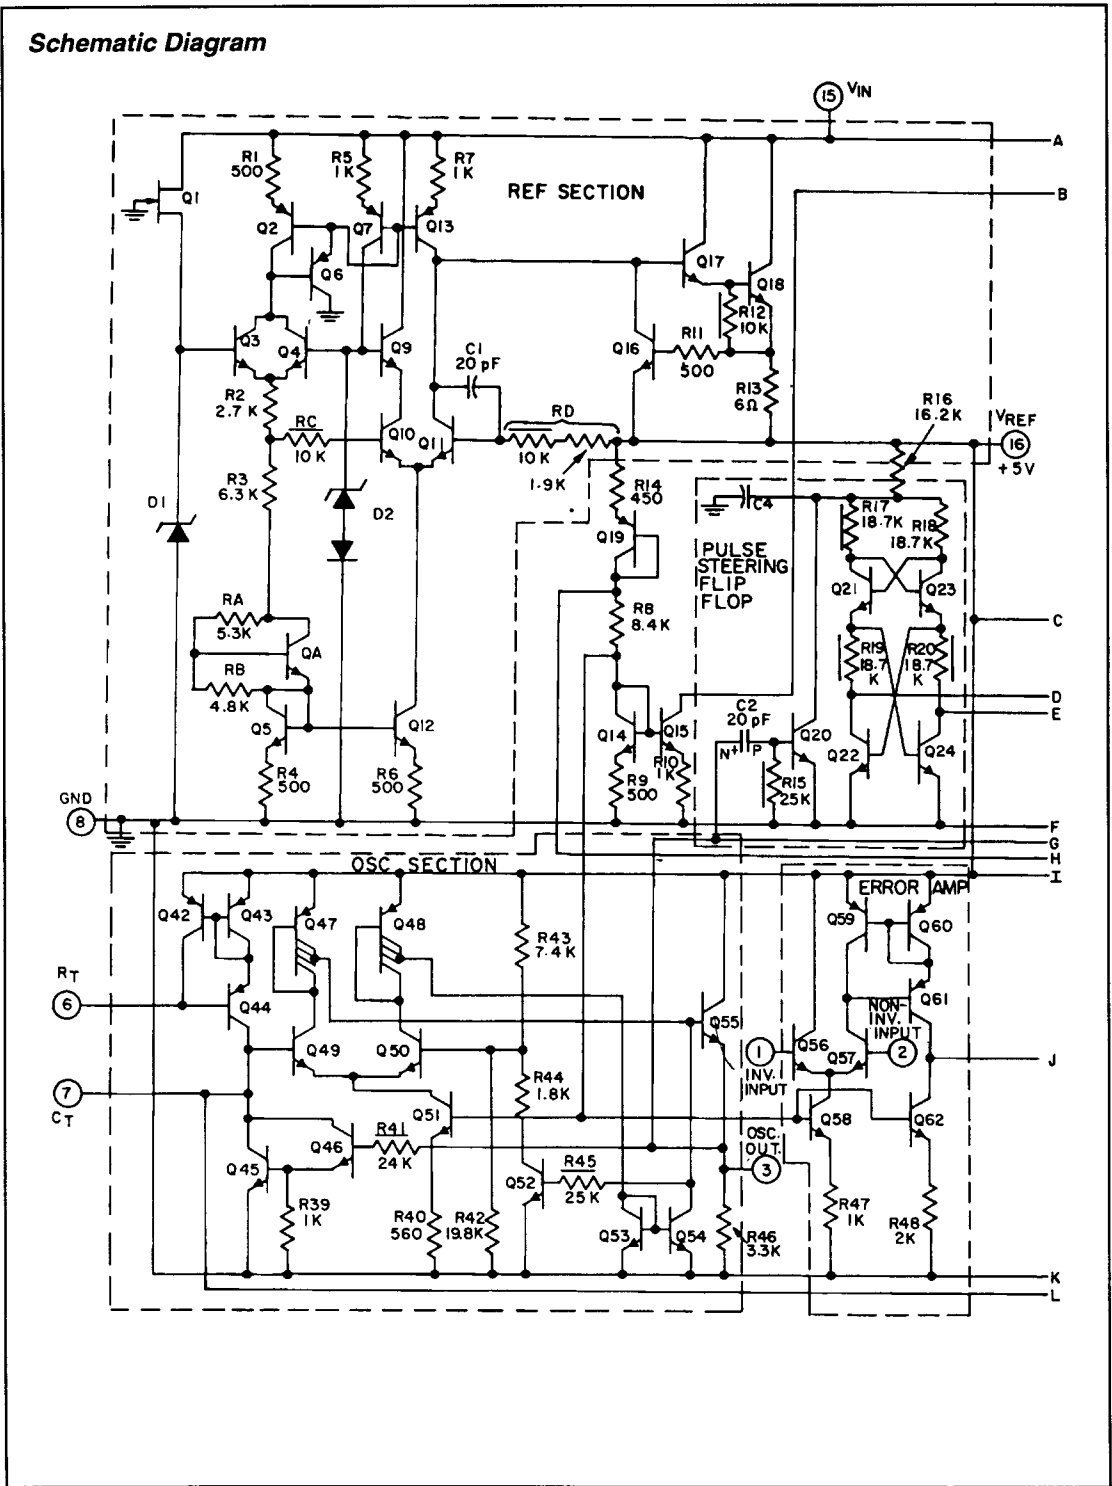 Schematic Diagram
15 VIN
A
R1 500
R5 1K
R7 1K
REF SECTION
B
Q1
Q2
Q7
Q13
Q6
Q17
Q18
R12 10K
Q3
Q4
Q9
C1 20 pF
Q16
R11 500
R13 6Ω
R16 16.2K
R2 2.7 K
RC 10 K
Q10
Q11
RD
10 K
1.9K
VREF
16
+5V
R3 6.3K
D1
D2
R14 450
C4
R17 18.7K
R18 18.7K
Q19
PULSE STEERING FLIP FLOP
Q21
Q23
RA 5.3K
R8 8.4K
C
QA
R19 18.7 K
R20 18.7 K
RB 4.8K
D
E
Q5
Q12
Q14
Q15
C2 20 pF
N+
P
Q20
Q22
Q24
R4 500
R6 500
R9 500
R10 1K
R15 25K
GND
8
F
G
H
I
OSC SECTION
ERROR AMP
Q42
Q43
Q47
Q48
R43 7.4K
Q59
Q60
RT
6
Q44
Q61
NON-INV. INPUT
Q55
Q49
Q50
1
INV. INPUT
Q56
Q57
2
J
7
CT
R44 1.8K
Q51
Q58
Q62
Q46
R41 24 K
OSC. OUT.
3
Q45
Q52
R45 25 K
R39 1K
R40 560
R42 19.8K
Q53
Q54
R46 3.3K
R47 1K
R48 2K
K
L